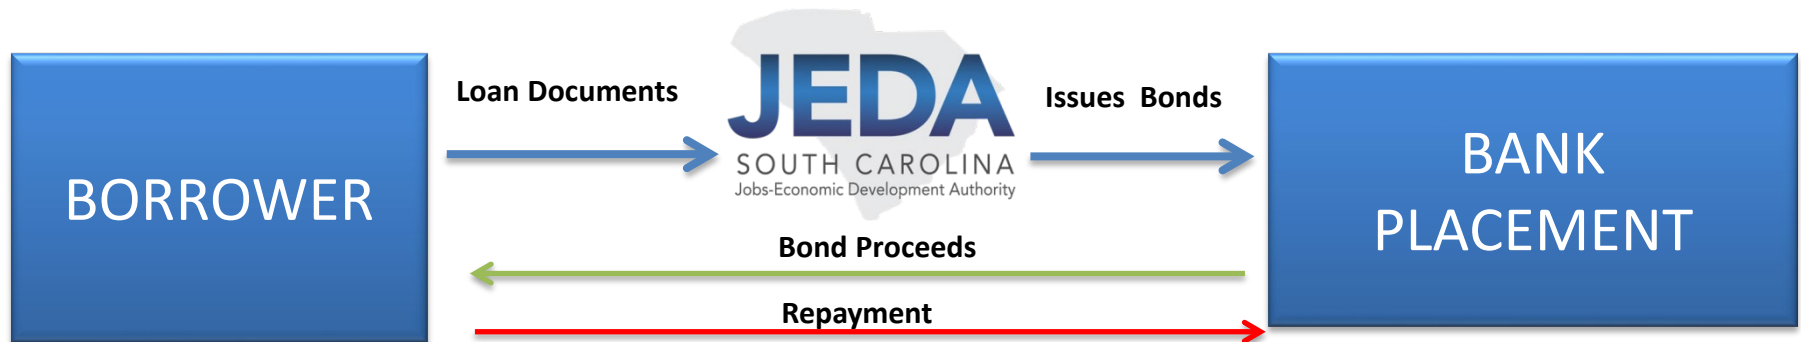 BORROWER
Loan Documents
JEDA
SOUTH CAROLINA
Jobs-Economic Development Authority
Issues Bonds
BANK
PLACEMENT
Bond Proceeds
Repayment